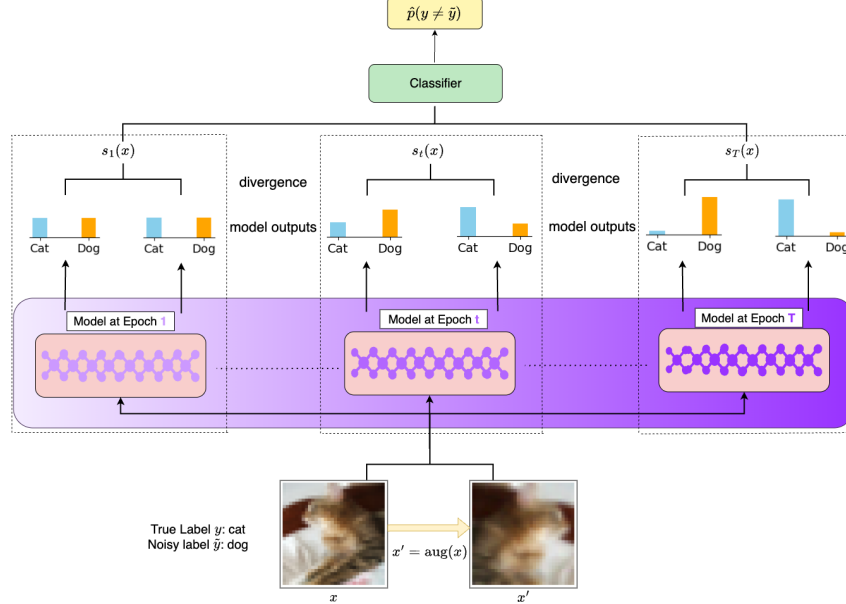 p̂(y ≠ ỹ)
Classifier
s₁(x)
sₜ(x)
s_T(x)
divergence
divergence
model outputs
model outputs
Cat Dog Cat Dog
Cat Dog Cat Dog
Cat Dog Cat Dog
Model at Epoch 1
Model at Epoch t
Model at Epoch T
True Label y: cat
Noisy label ỹ: dog
x′ = aug(x)
x
x′